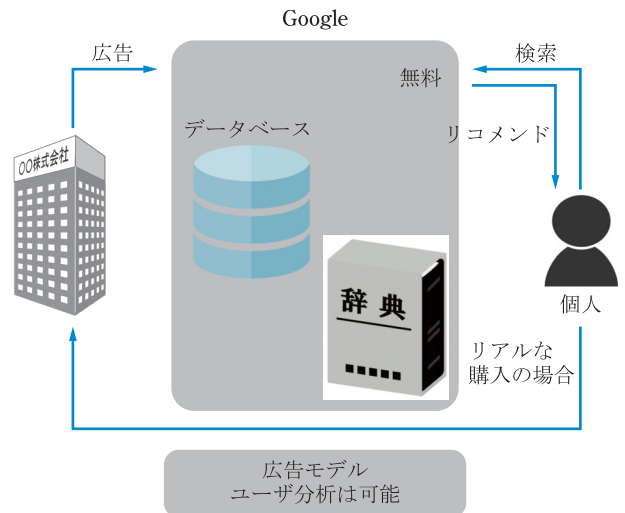 Google
広告
検索
無料
データベース
リコメンド
〇〇株式会社
辞典
個人
リアルな
購入の場合
広告モデル
ユーザ分析は可能